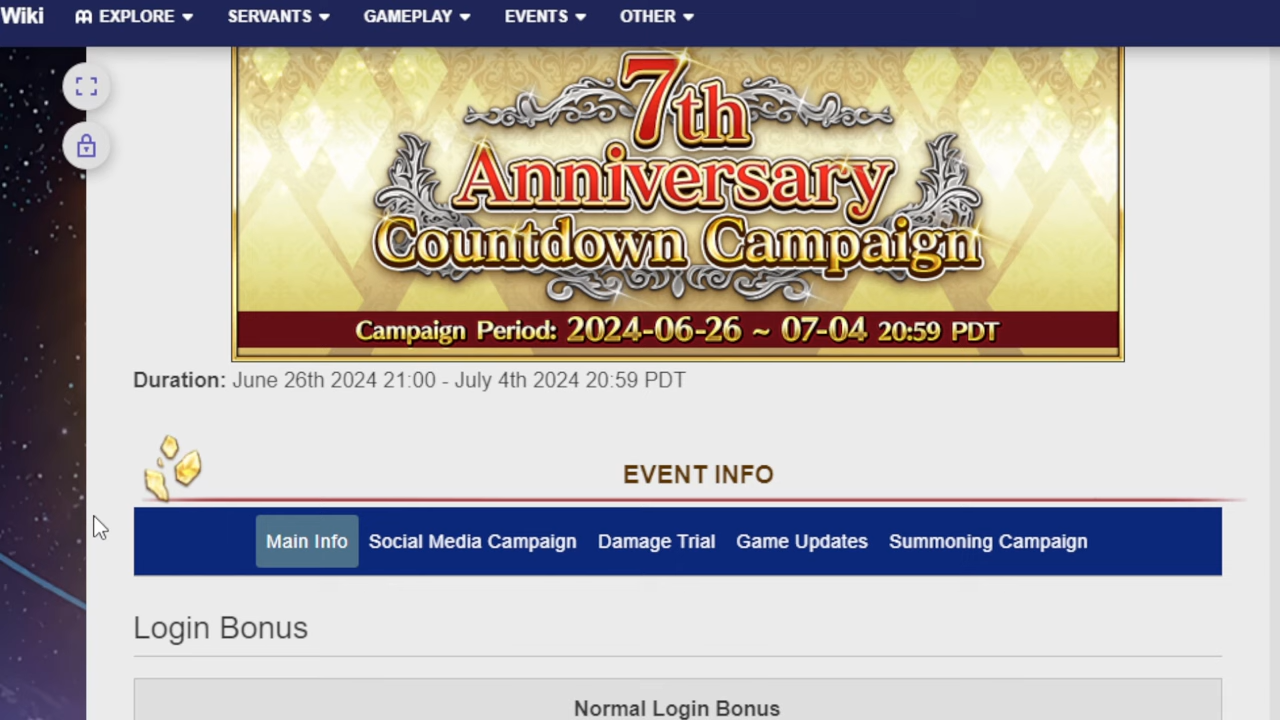 Wiki EXPLORE SERVANTS GAMEPLAY EVENTS OTHER
7th
Anniversary
Countdown Campaign
Campaign Period: 2024-06-26 ~ 07-04 20:59 PDT
Duration: June 26th 2024 21:00 - July 4th 2024 20:59 PDT
EVENT INFO
Main Info Social Media Campaign Damage Trial Game Updates Summoning Campaign
Login Bonus
Normal Login Bonus